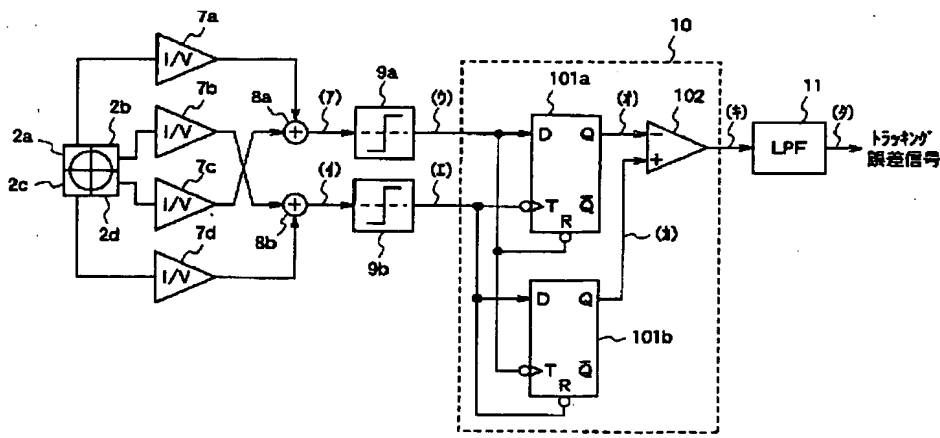 7a
I/V
7b
I/V
7c
I/V
7d
I/V
2a
2b
2c
2d
8a
8b
(ア)
(イ)
9a
9b
(ウ)
(エ)
10
101a
D Q
T Q̅
R
101b
D Q
T Q̅
R
(オ)
(カ)
102
−
+
(キ)
11
LPF
(ク)
トラッキング
誤差信号